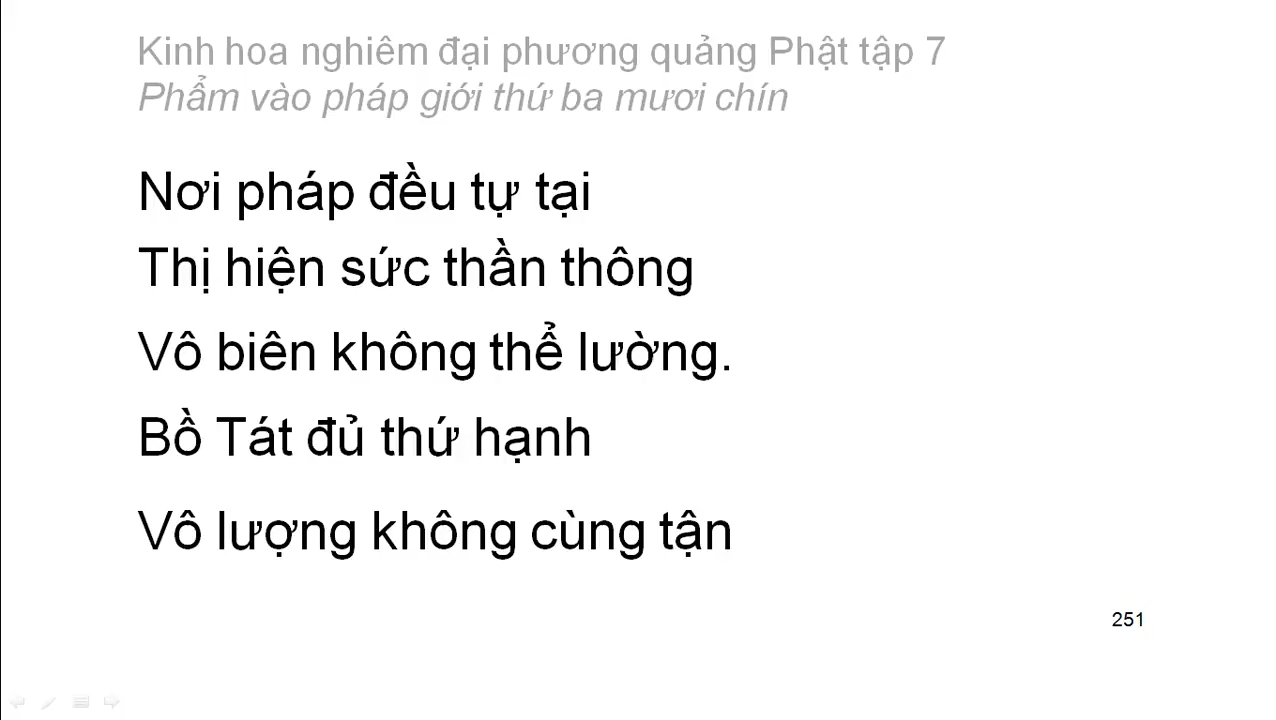 Kinh hoa nghiêm đại phương quảng Phật tập 7
Phẩm vào pháp giới thứ ba mươi chín
Nơi pháp đều tự tại
Thị hiện sức thần thông
Vô biên không thể lường.
Bồ Tát đủ thứ hạnh
Vô lượng không cùng tận
251